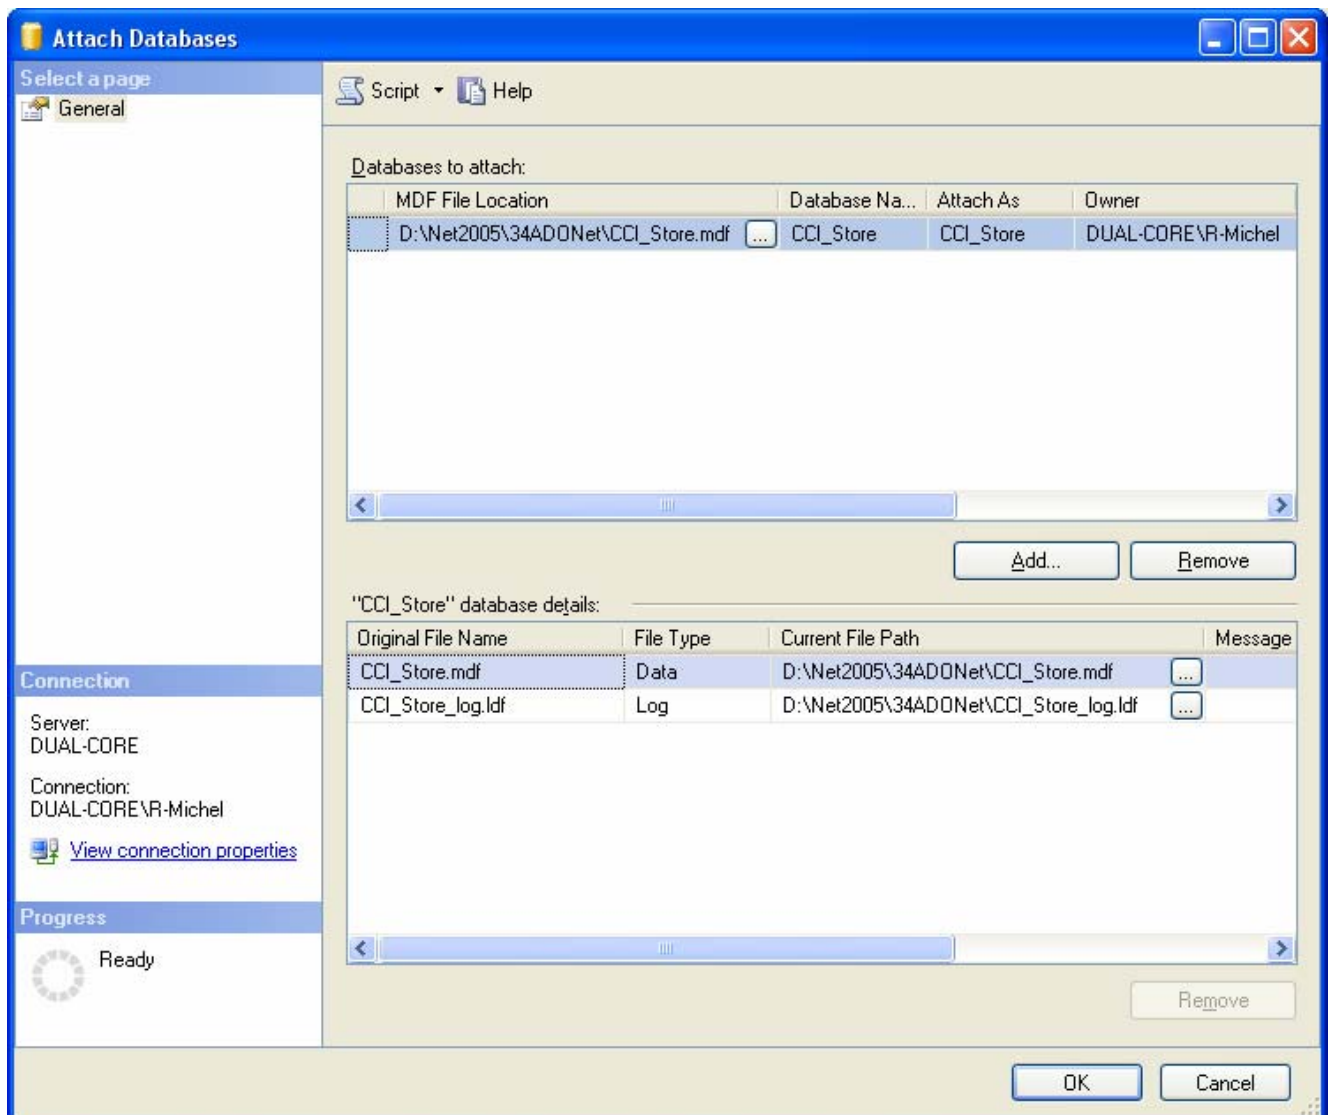 Attach Databases
Select a page
General
Script
Help
Databases to attach:
MDF File Location Database Na... Attach As Owner
D:\Net2005\34ADONet\CCI_Store.mdf ... CCI_Store CCI_Store DUAL-CORE\R-Michel
Add...
Remove
"CCI_Store" database details:
Original File Name File Type Current File Path Message
CCI_Store.mdf Data D:\Net2005\34ADONet\CCI_Store.mdf ...
CCI_Store_log.ldf Log D:\Net2005\34ADONet\CCI_Store_log.ldf ...
Connection
Server:
DUAL-CORE
Connection:
DUAL-CORE\R-Michel
View connection properties
Progress
Ready
Remove
OK
Cancel